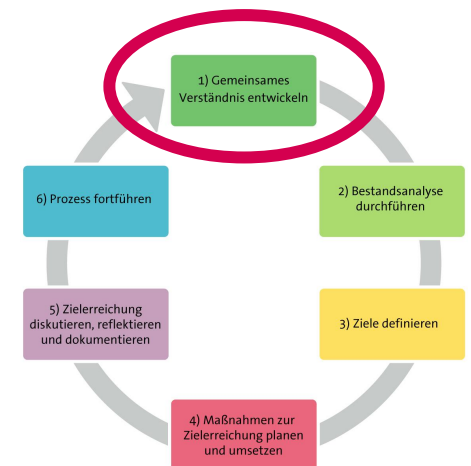 1) Gemeinsames
Verständnis entwickeln
2) Bestandsanalyse
durchführen
3) Ziele definieren
4) Maßnahmen zur
Zielerreichung planen
und umsetzen
5) Zielerreichung
diskutieren, reflektieren
und dokumentieren
6) Prozess fortführen